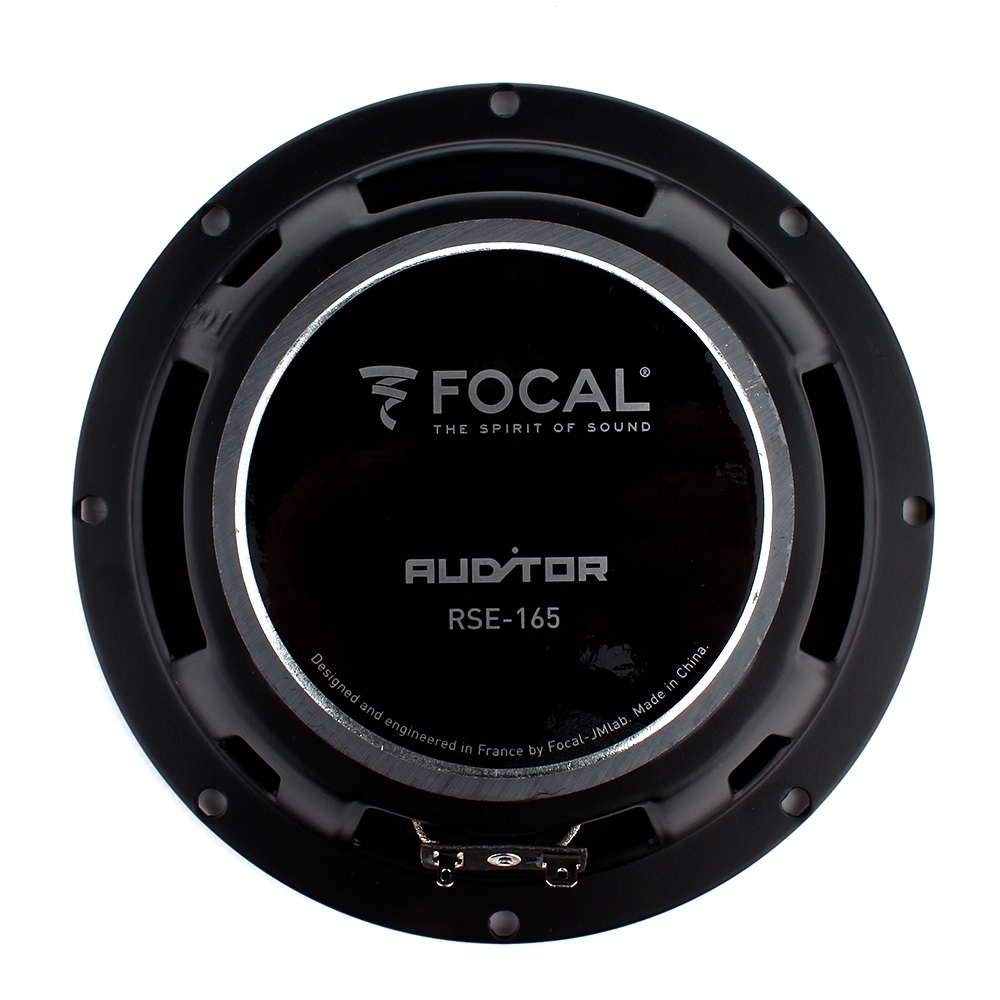 FOCAL®
THE SPIRIT OF SOUND
AUDITOR
RSE-165
Designed and engineered in France by Focal-JMlab. Made in China.